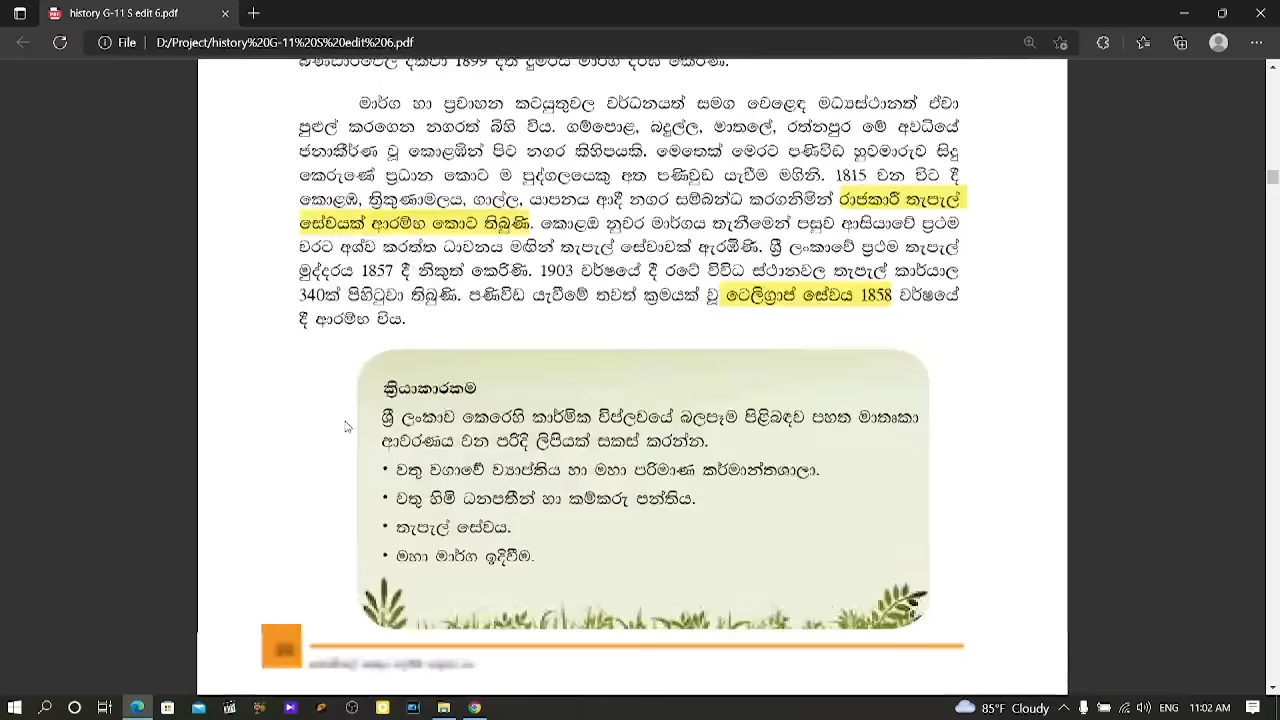 history G-11 S edit 6.pdf
File
D:/Project/history%20G-11%20S%20edit%206.pdf
බණ්ඩාරවෙල දක්වා 1899 දී දුම්රිය මාර්ග දීර්ඝ කෙරිණි.
මාර්ග හා ප්‍රවාහන කටයුතුවල වර්ධනයත් සමග වෙළෙඳ මධ්‍යස්ථානත් ඒවා
පුළුල් කරගෙන නගරත් බිහි විය. ගම්පොළ, බදුල්ල, මාතලේ, රත්නපුර මේ අවධියේ
ජනාකීර්ණ වූ කොළඹින් පිට නගර කිහිපයකි. මෙතෙක් මෙරට පණිවිඩ හුවමාරුව සිදු
කෙරුණේ ප්‍රධාන කොට ම පුද්ගලයෙකු අත පණිවුඩ යැවීම මගිනි. 1815 වන විට දී
කොළඹ, ත්‍රිකුණාමලය, ගාල්ල, යාපනය ආදී නගර සම්බන්ධ කරගනිමින් රාජකාරී තැපැල්
සේවයක් ආරම්භ කොට තිබුණි. කොළඹ නුවර මාර්ගය තැනීමෙන් පසුව ආසියාවේ ප්‍රථම
වරට අශ්ව කරත්ත ධාවනය මඟින් තැපැල් සේවාවක් ඇරඹිණි. ශ්‍රී ලංකාවේ ප්‍රථම තැපැල්
මුද්දරය 1857 දී නිකුත් කෙරිණි. 1903 වර්ෂයේ දී රටේ විවිධ ස්ථානවල තැපැල් කාර්යාල
340ක් පිහිටුවා තිබුණි. පණිවිඩ යැවීමේ තවත් ක්‍රමයක් වූ ටෙලිග්‍රාප් සේවය 1858 වර්ෂයේ
දී ආරම්භ විය.
ක්‍රියාකාරකම
ශ්‍රී ලංකාව කෙරෙහි කාර්මික විප්ලවයේ බලපෑම පිළිබඳව පහත මාතෘකා
ආවරණය වන පරිදි ලිපියක් සකස් කරන්න.
• වතු වගාවේ ව්‍යාප්තිය හා මහා පරිමාණ කර්මාන්තශාලා.
• වතු හිමි ධනපතීන් හා කම්කරු පන්තිය.
• තැපැල් සේවය.
• මහා මාර්ග ඉදිවීම.
85°F Cloudy
ENG
11:02 AM